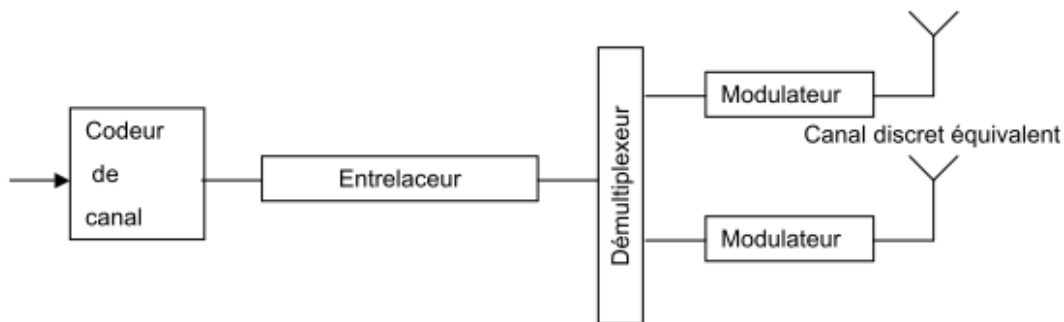 Codeur
de
canal
Entrelaceur
Démultiplexeur
Modulateur
Canal discret équivalent
Modulateur